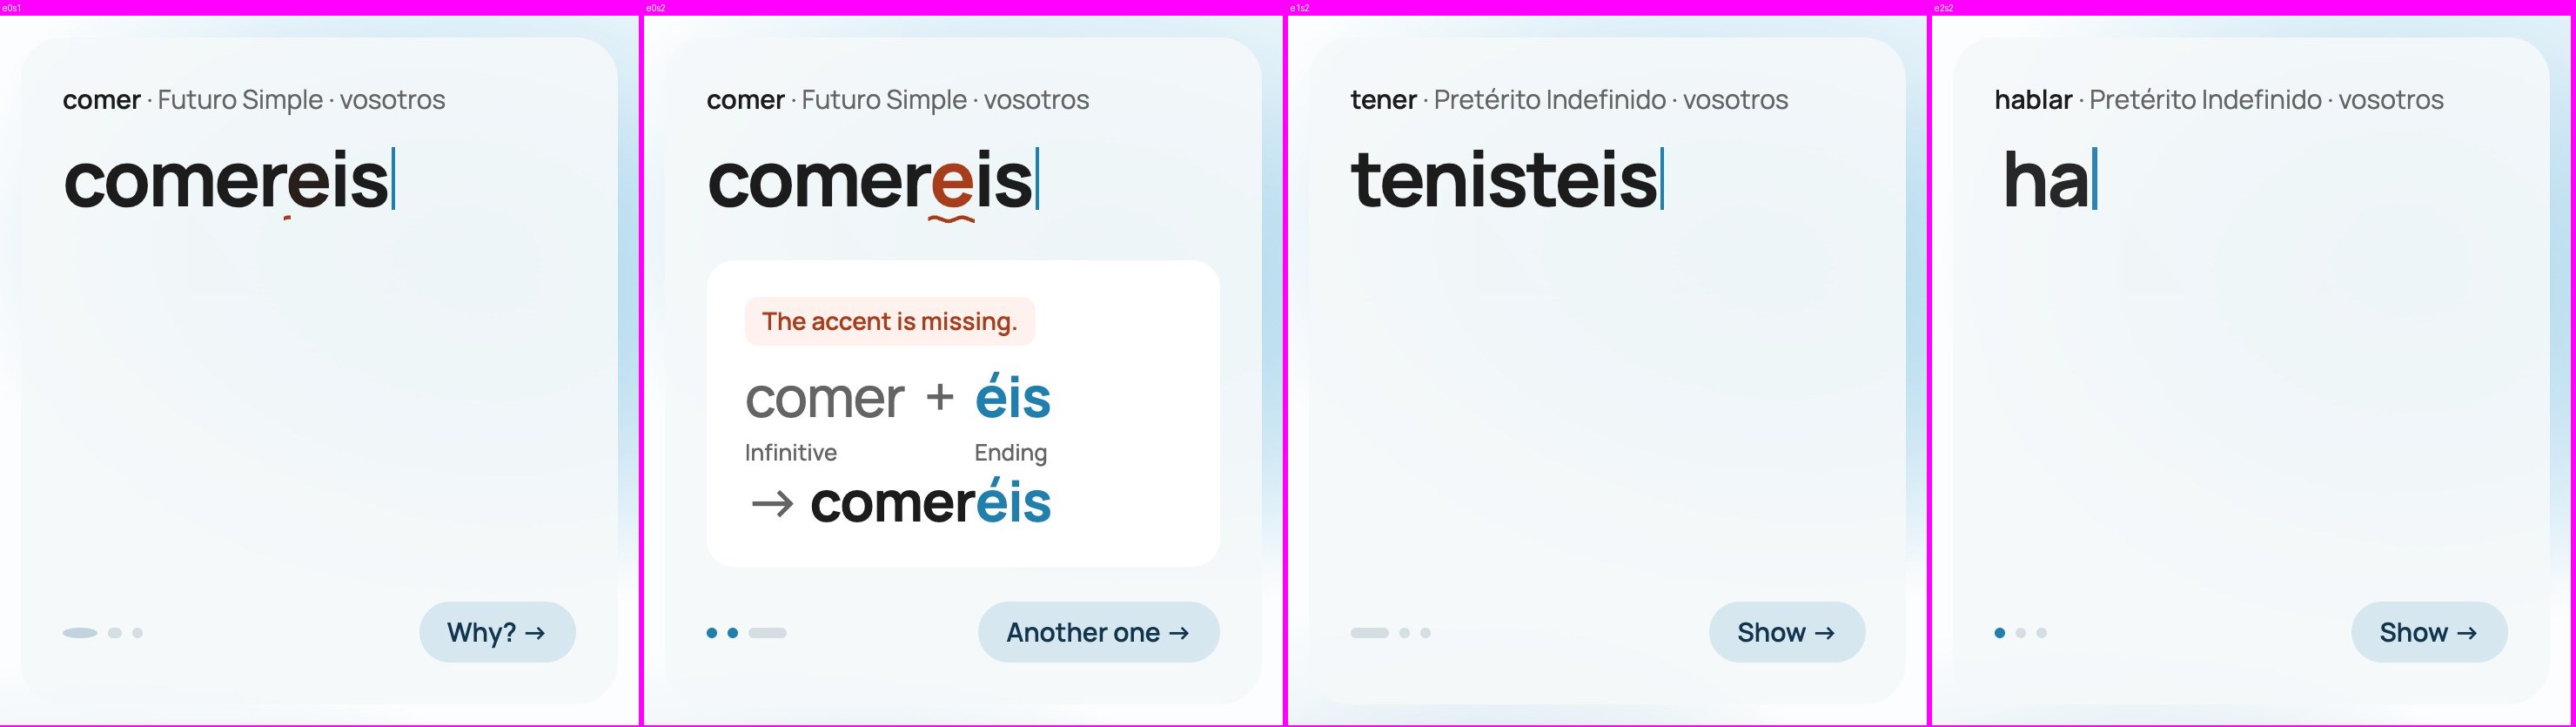 e0s1
comer · Futuro Simple · vosotros
comereis
Why? →
e0s2
comer · Futuro Simple · vosotros
comereis
The accent is missing.
comer + éis
Infinitive Ending
→ comeréis
Another one →
e1s2
tener · Pretérito Indefinido · vosotros
tenisteis
Show →
e2s2
hablar · Pretérito Indefinido · vosotros
ha
Show →